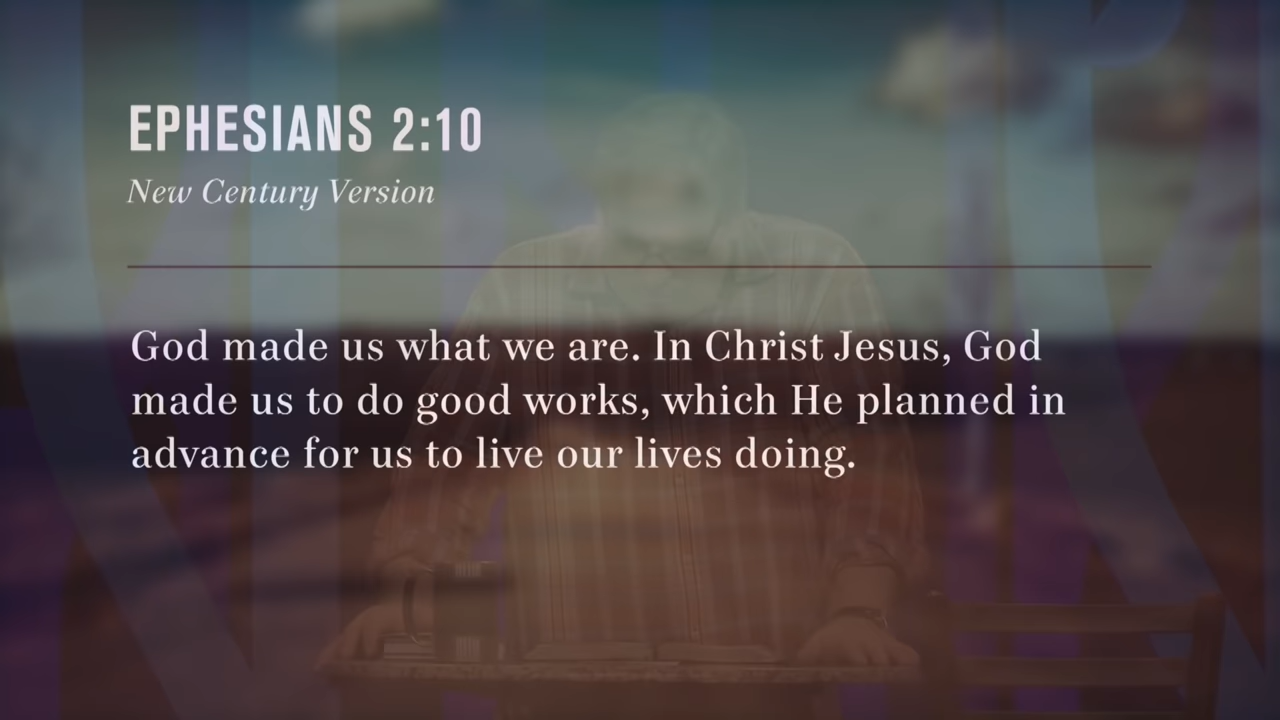 EPHESIANS 2:10
New Century Version
God made us what we are. In Christ Jesus, God
made us to do good works, which He planned in
advance for us to live our lives doing.